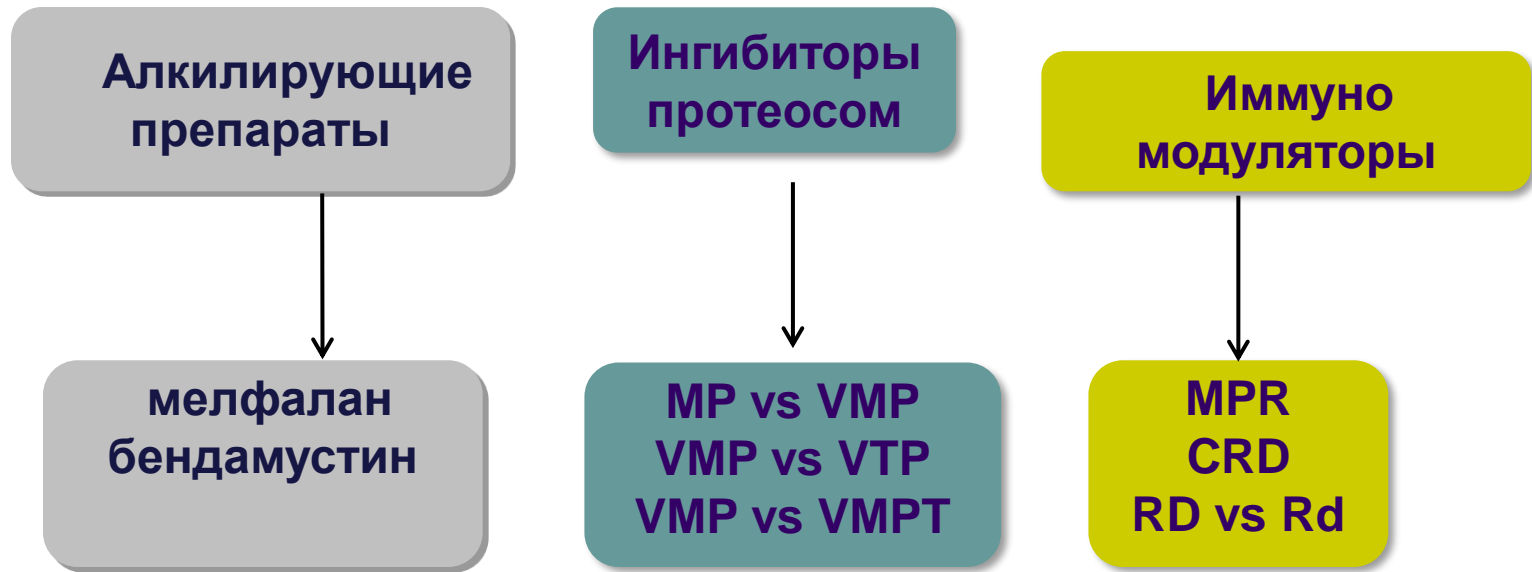 Алкилирующие
препараты
Ингибиторы
протеосом
Иммуно
модуляторы
мелфалан
бендамустин
MP vs VMP
VMP vs VTP
VMP vs VMPT
MPR
CRD
RD vs Rd